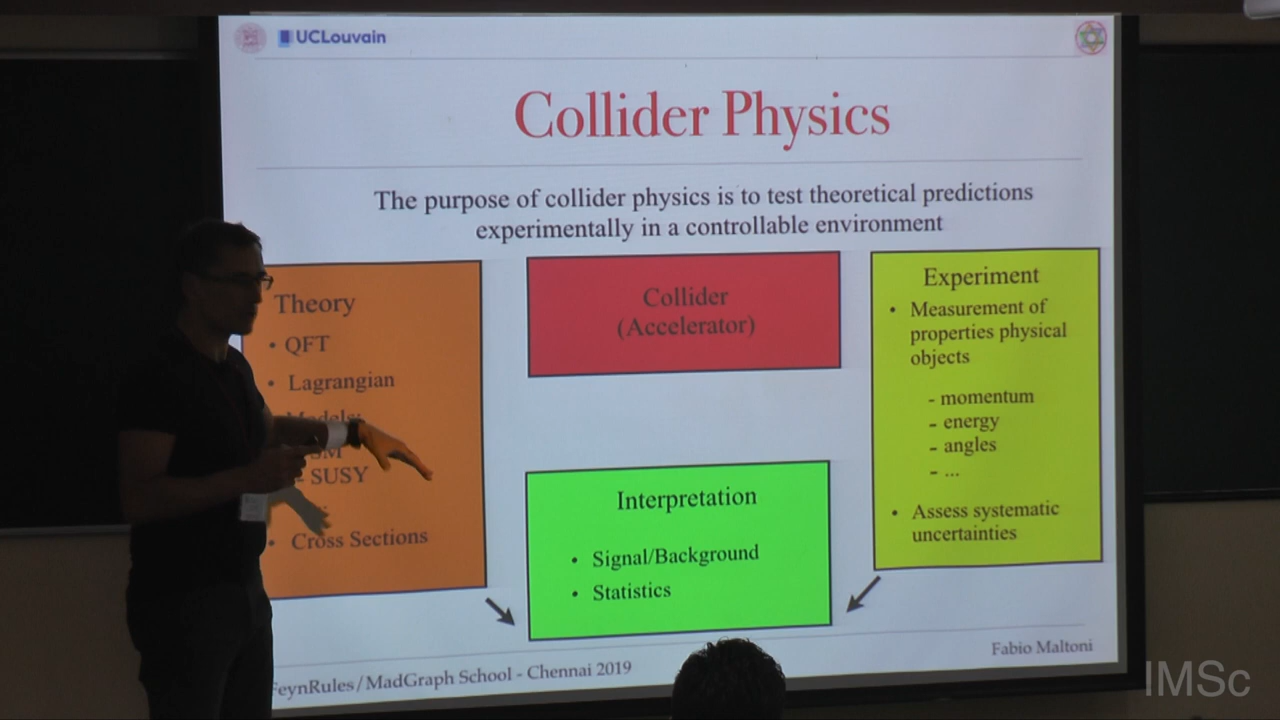 UCLouvain
Collider Physics
The purpose of collider physics is to test theoretical predictions
experimentally in a controllable environment
Theory
• QFT
• Lagrangian
Models:
SM
- SUSY
• Cross Sections
Collider
(Accelerator)
Interpretation
• Signal/Background
• Statistics
Experiment
• Measurement of
properties physical
objects
- momentum
- energy
- angles
- ...
• Assess systematic
uncertainties
FeynRules/MadGraph School - Chennai 2019
Fabio Maltoni
IMSc